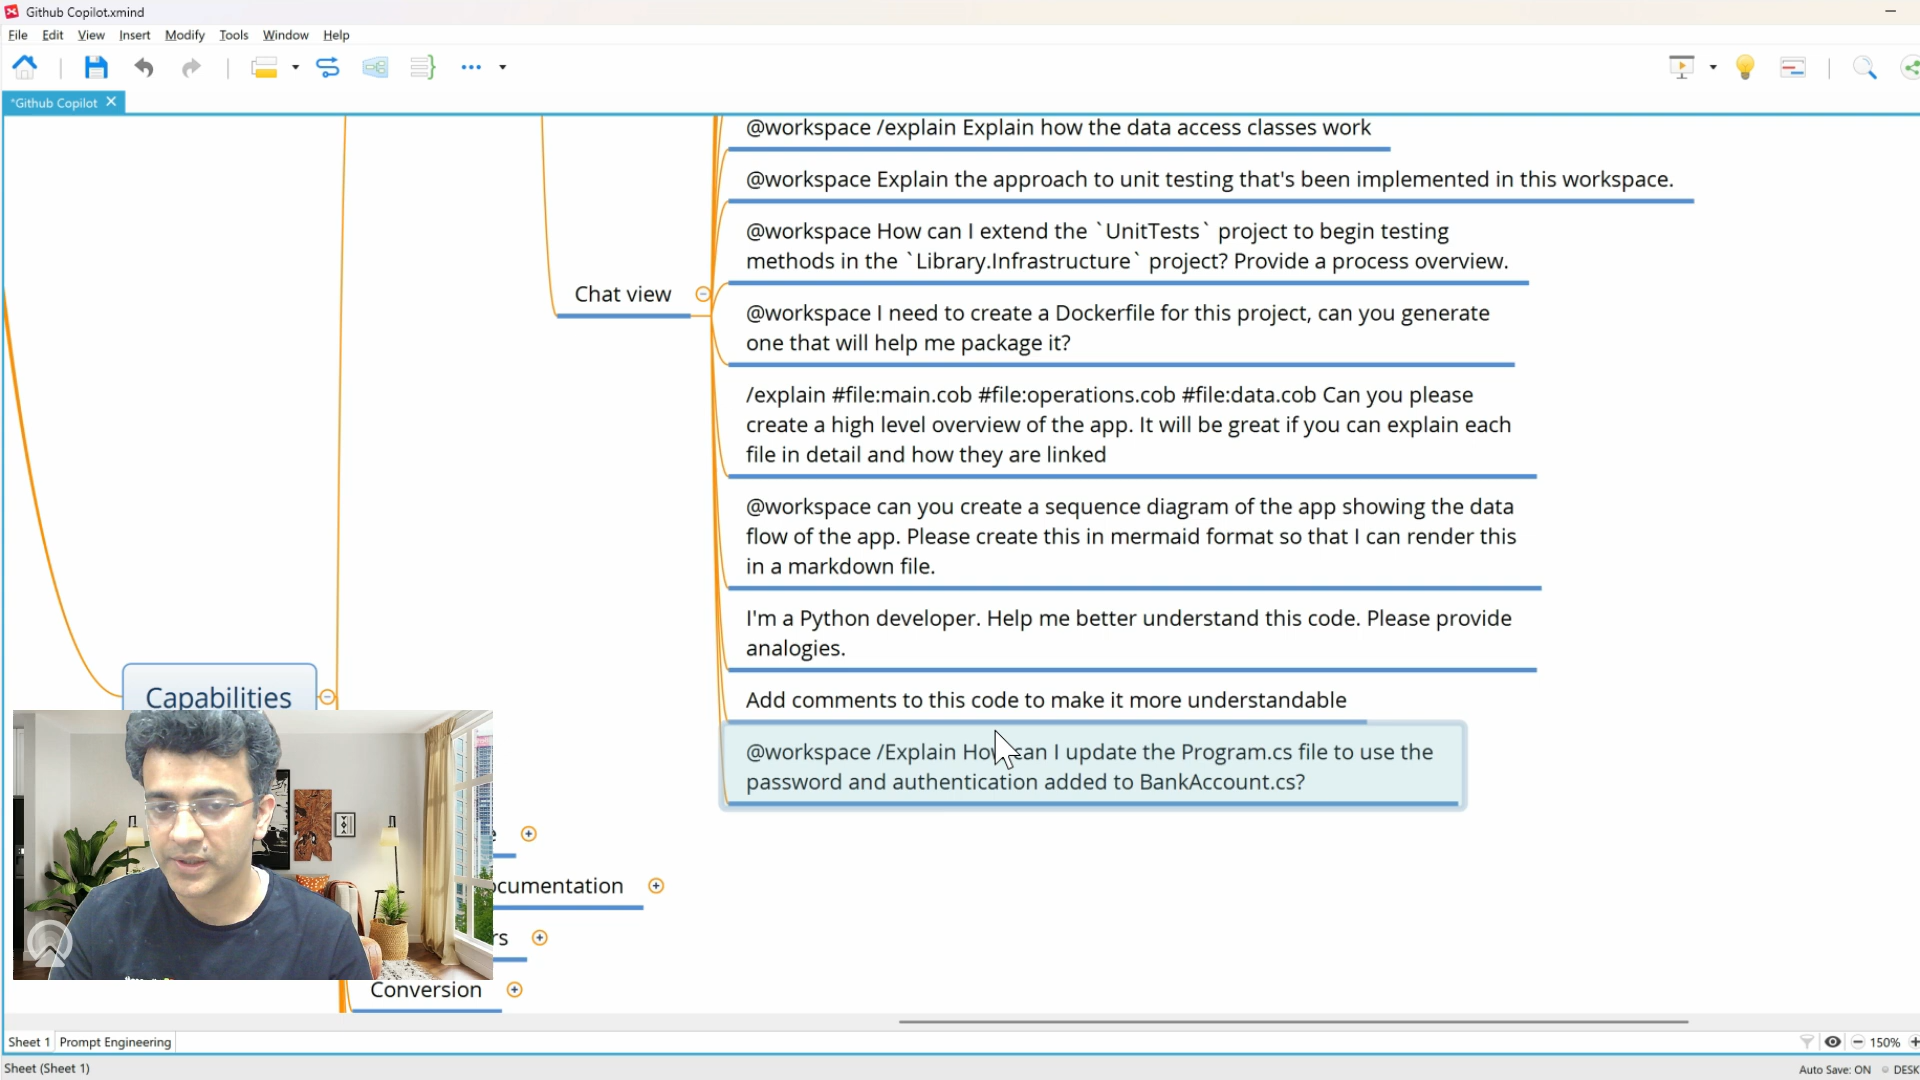 Github Copilot.xmind
File Edit View Insert Modify Tools Window Help
*Github Copilot
@workspace /explain Explain how the data access classes work
@workspace Explain the approach to unit testing that's been implemented in this workspace.
@workspace How can I extend the `UnitTests` project to begin testing
methods in the `Library.Infrastructure` project? Provide a process overview.
Chat view
@workspace I need to create a Dockerfile for this project, can you generate
one that will help me package it?
/explain #file:main.cob #file:operations.cob #file:data.cob Can you please
create a high level overview of the app. It will be great if you can explain each
file in detail and how they are linked
@workspace can you create a sequence diagram of the app showing the data
flow of the app. Please create this in mermaid format so that I can render this
in a markdown file.
I'm a Python developer. Help me better understand this code. Please provide
analogies.
Capabilities
Add comments to this code to make it more understandable
@workspace /Explain How can I update the Program.cs file to use the
password and authentication added to BankAccount.cs?
ocumentation
rs
Conversion
Sheet 1 Prompt Engineering
150%
Sheet (Sheet 1)
Auto Save: ON DESK